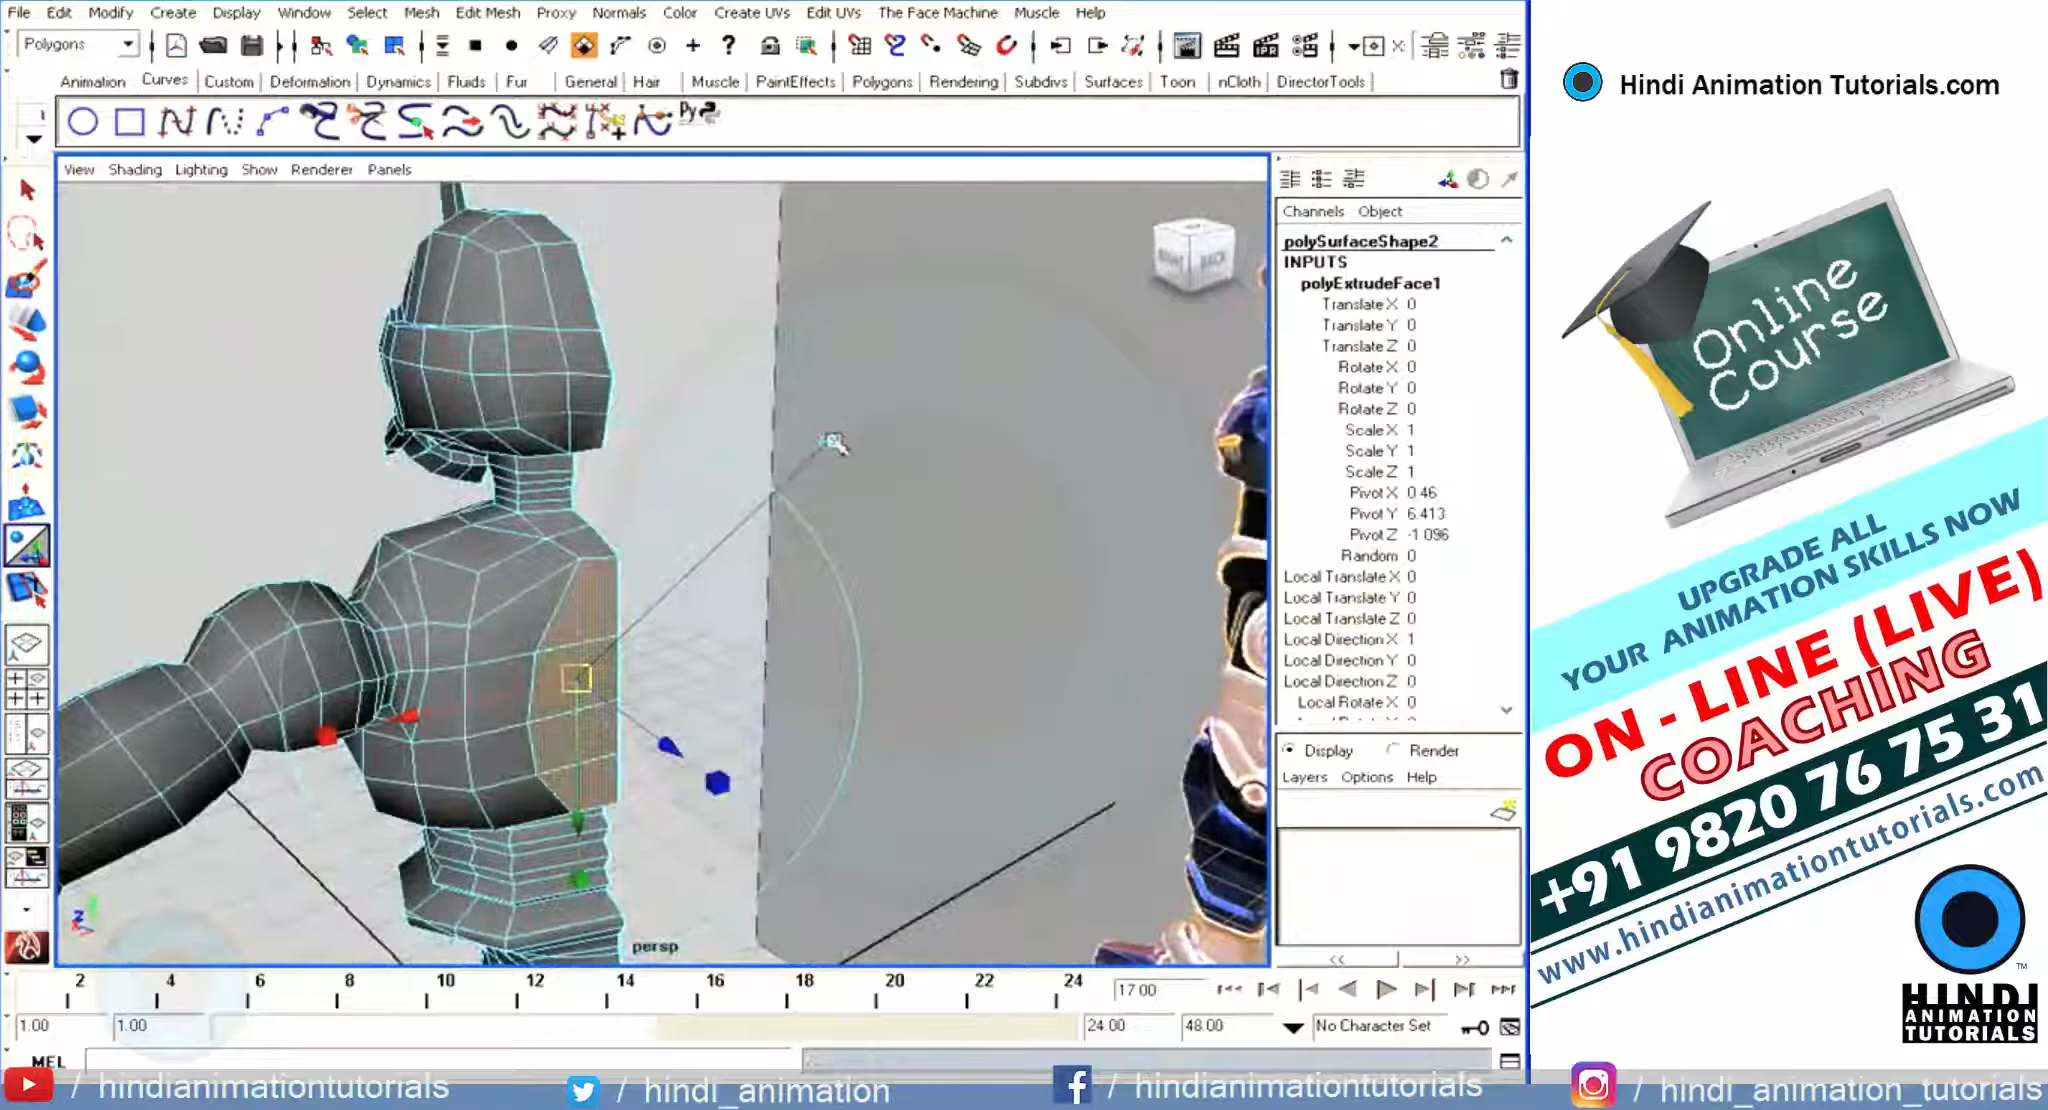 File Edit Modify Create Display Window Select Mesh Edit Mesh Proxy Normals Color Create UVs Edit UVs The Face Machine Muscle Help
Polygons
Animation Curves Custom Deformation Dynamics Fluids Fur General Hair Muscle PaintEffects Polygons Rendering Subdivs Surfaces Toon nCloth DirectorTools
Py
View Shading Lighting Show Renderer Panels
BACK
persp
Channels Object
polySurfaceShape2
INPUTS
polyExtrudeFace1
Translate X 0
Translate Y 0
Translate Z 0
Rotate X 0
Rotate Y 0
Rotate Z 0
Scale X 1
Scale Y 1
Scale Z 1
Pivot X 0.46
Pivot Y 6.413
Pivot Z -1.096
Random 0
Local Translate X 0
Local Translate Y 0
Local Translate Z 0
Local Direction X 1
Local Direction Y 0
Local Direction Z 0
Local Rotate X 0
Display Render
Layers Options Help
<< >>
2 4 6 8 10 12 14 16 18 20 22 24
17.00
1.00 1.00 24.00 48.00 No Character Set
MEL
Hindi Animation Tutorials.com
Online
Course
UPGRADE ALL
YOUR ANIMATION SKILLS NOW
ON - LINE (LIVE)
COACHING
+91 9820 76 75 31
www.hindianimationtutorials.com
TM
HINDI
ANIMATION
TUTORIALS
/ hindianimationtutorials / hindi_animation / hindianimationtutorials / hindi_animation_tutorials